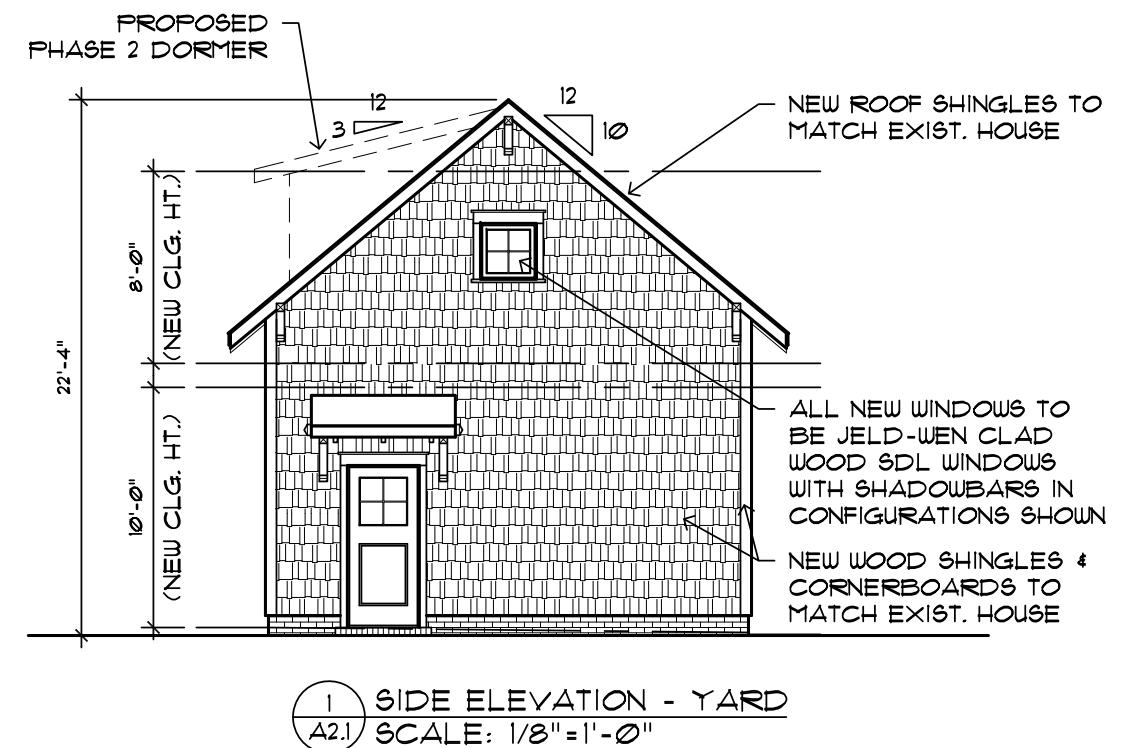 PROPOSED
PHASE 2 DORMER
12
3
12
10
NEW ROOF SHINGLES TO
MATCH EXIST. HOUSE
8'-0"
(NEW CLG. HT.)
22'-4"
10'-0"
(NEW CLG. HT.)
ALL NEW WINDOWS TO
BE JELD-WEN CLAD
WOOD SDL WINDOWS
WITH SHADOWBARS IN
CONFIGURATIONS SHOWN
NEW WOOD SHINGLES &
CORNERBOARDS TO
MATCH EXIST. HOUSE
1
A2.1
SIDE ELEVATION - YARD
SCALE: 1/8"=1'-0"